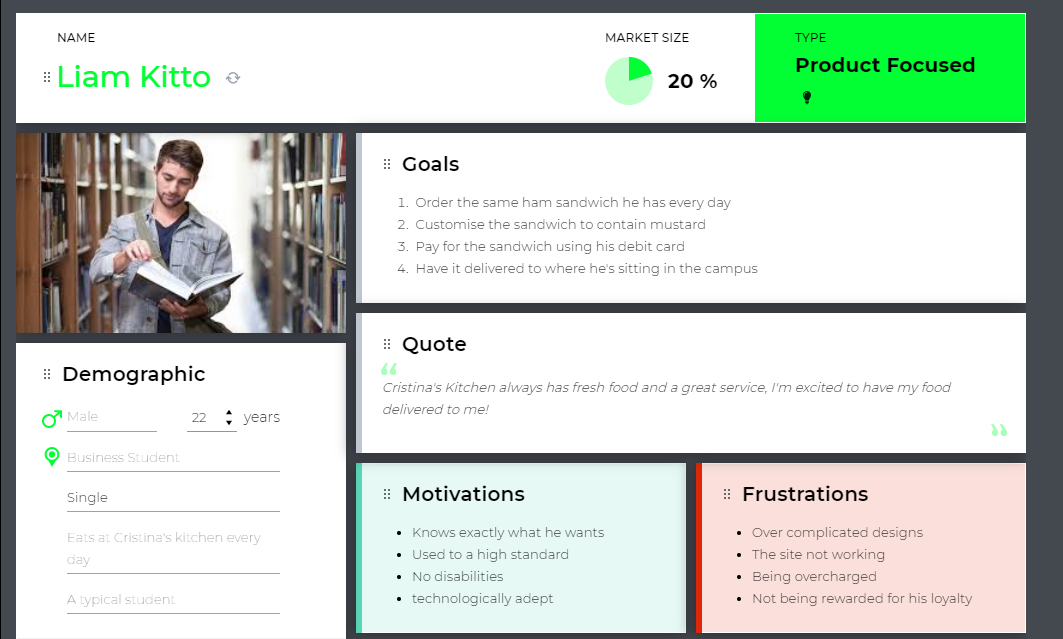 NAME
Liam Kitto
MARKET SIZE
20 %
TYPE
Product Focused
Goals
1. Order the same ham sandwich he has every day
2. Customise the sandwich to contain mustard
3. Pay for the sandwich using his debit card
4. Have it delivered to where he's sitting in the campus
Quote
“
Cristina's Kitchen always has fresh food and a great service, I'm excited to have my food
delivered to me!
”
Demographic
Male
22 years
Business Student
Single
Eats at Cristina's kitchen every
day
A typical student
Motivations
• Knows exactly what he wants
• Used to a high standard
• No disabilities
• technologically adept
Frustrations
• Over complicated designs
• The site not working
• Being overcharged
• Not being rewarded for his loyalty